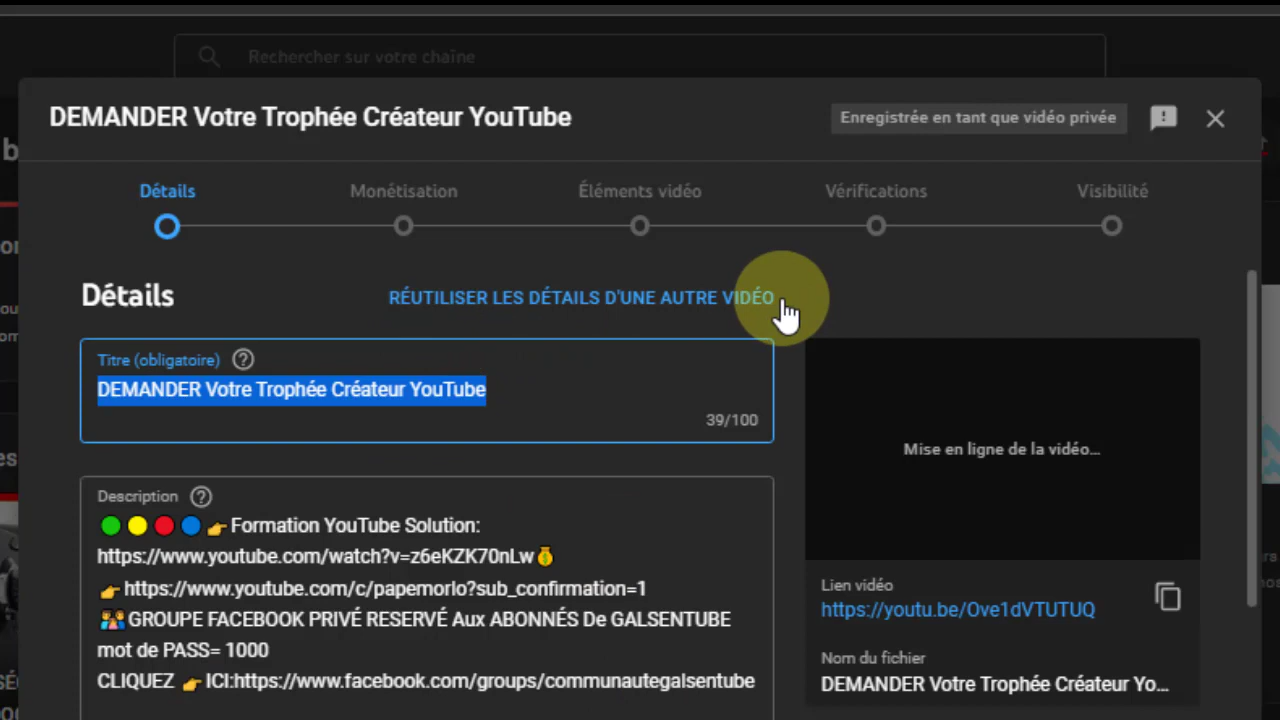 Rechercher sur votre chaîne
DEMANDER Votre Trophée Créateur YouTube
Enregistrée en tant que vidéo privée
Détails
Monétisation
Éléments vidéo
Vérifications
Visibilité
Détails
RÉUTILISER LES DÉTAILS D'UNE AUTRE VIDÉO
Titre (obligatoire)
DEMANDER Votre Trophée Créateur YouTube
39/100
Description
🟢🟡🔴🔵👉Formation YouTube Solution:
https://www.youtube.com/watch?v=z6eKZK70nLw💰
👉https://www.youtube.com/c/papemorlo?sub_confirmation=1
👨‍👩‍👧‍👦GROUPE FACEBOOK PRIVÉ RESERVÉ Aux ABONNÉS De GALSENTUBE
mot de PASS= 1000
CLIQUEZ 👉ICI:https://www.facebook.com/groups/communautegalsentube
Mise en ligne de la vidéo...
Lien vidéo
https://youtu.be/Ove1dVTUTUQ
Nom du fichier
DEMANDER Votre Trophée Créateur Yo...